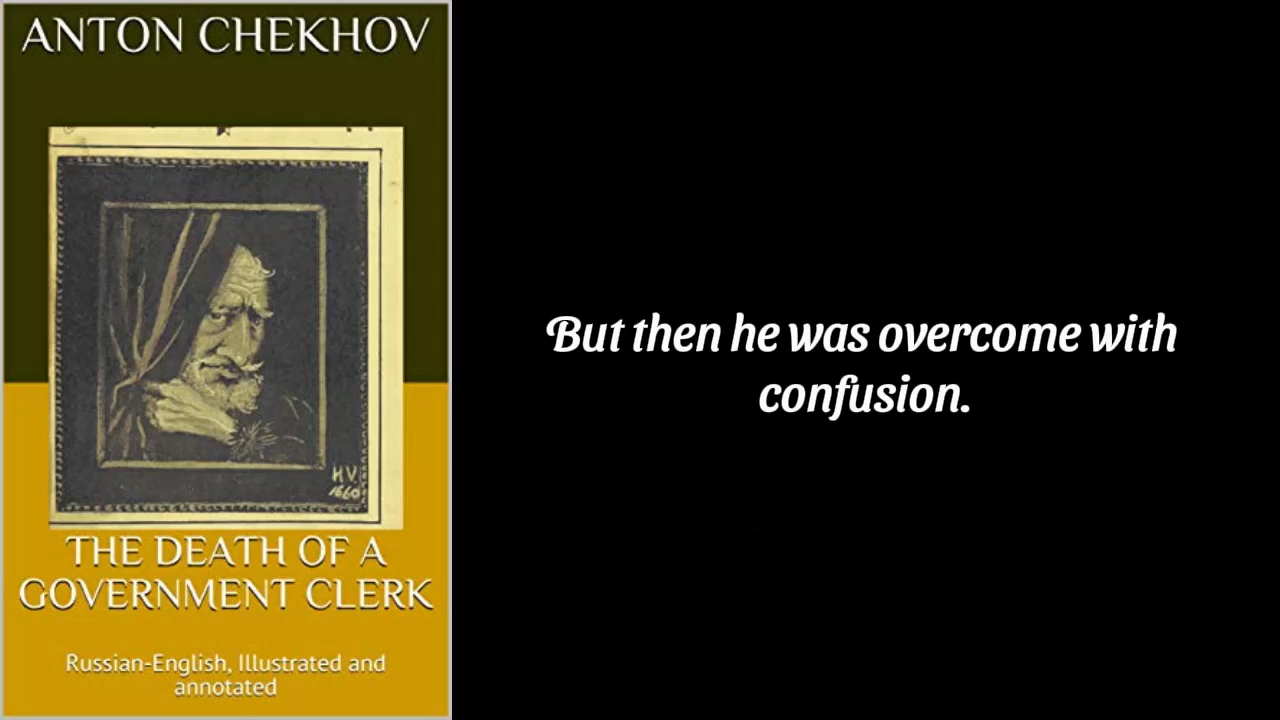 ANTON CHEKHOV
H.V.
1660
THE DEATH OF A
GOVERNMENT CLERK
Russian-English, Illustrated and
annotated
But then he was overcome with
confusion.